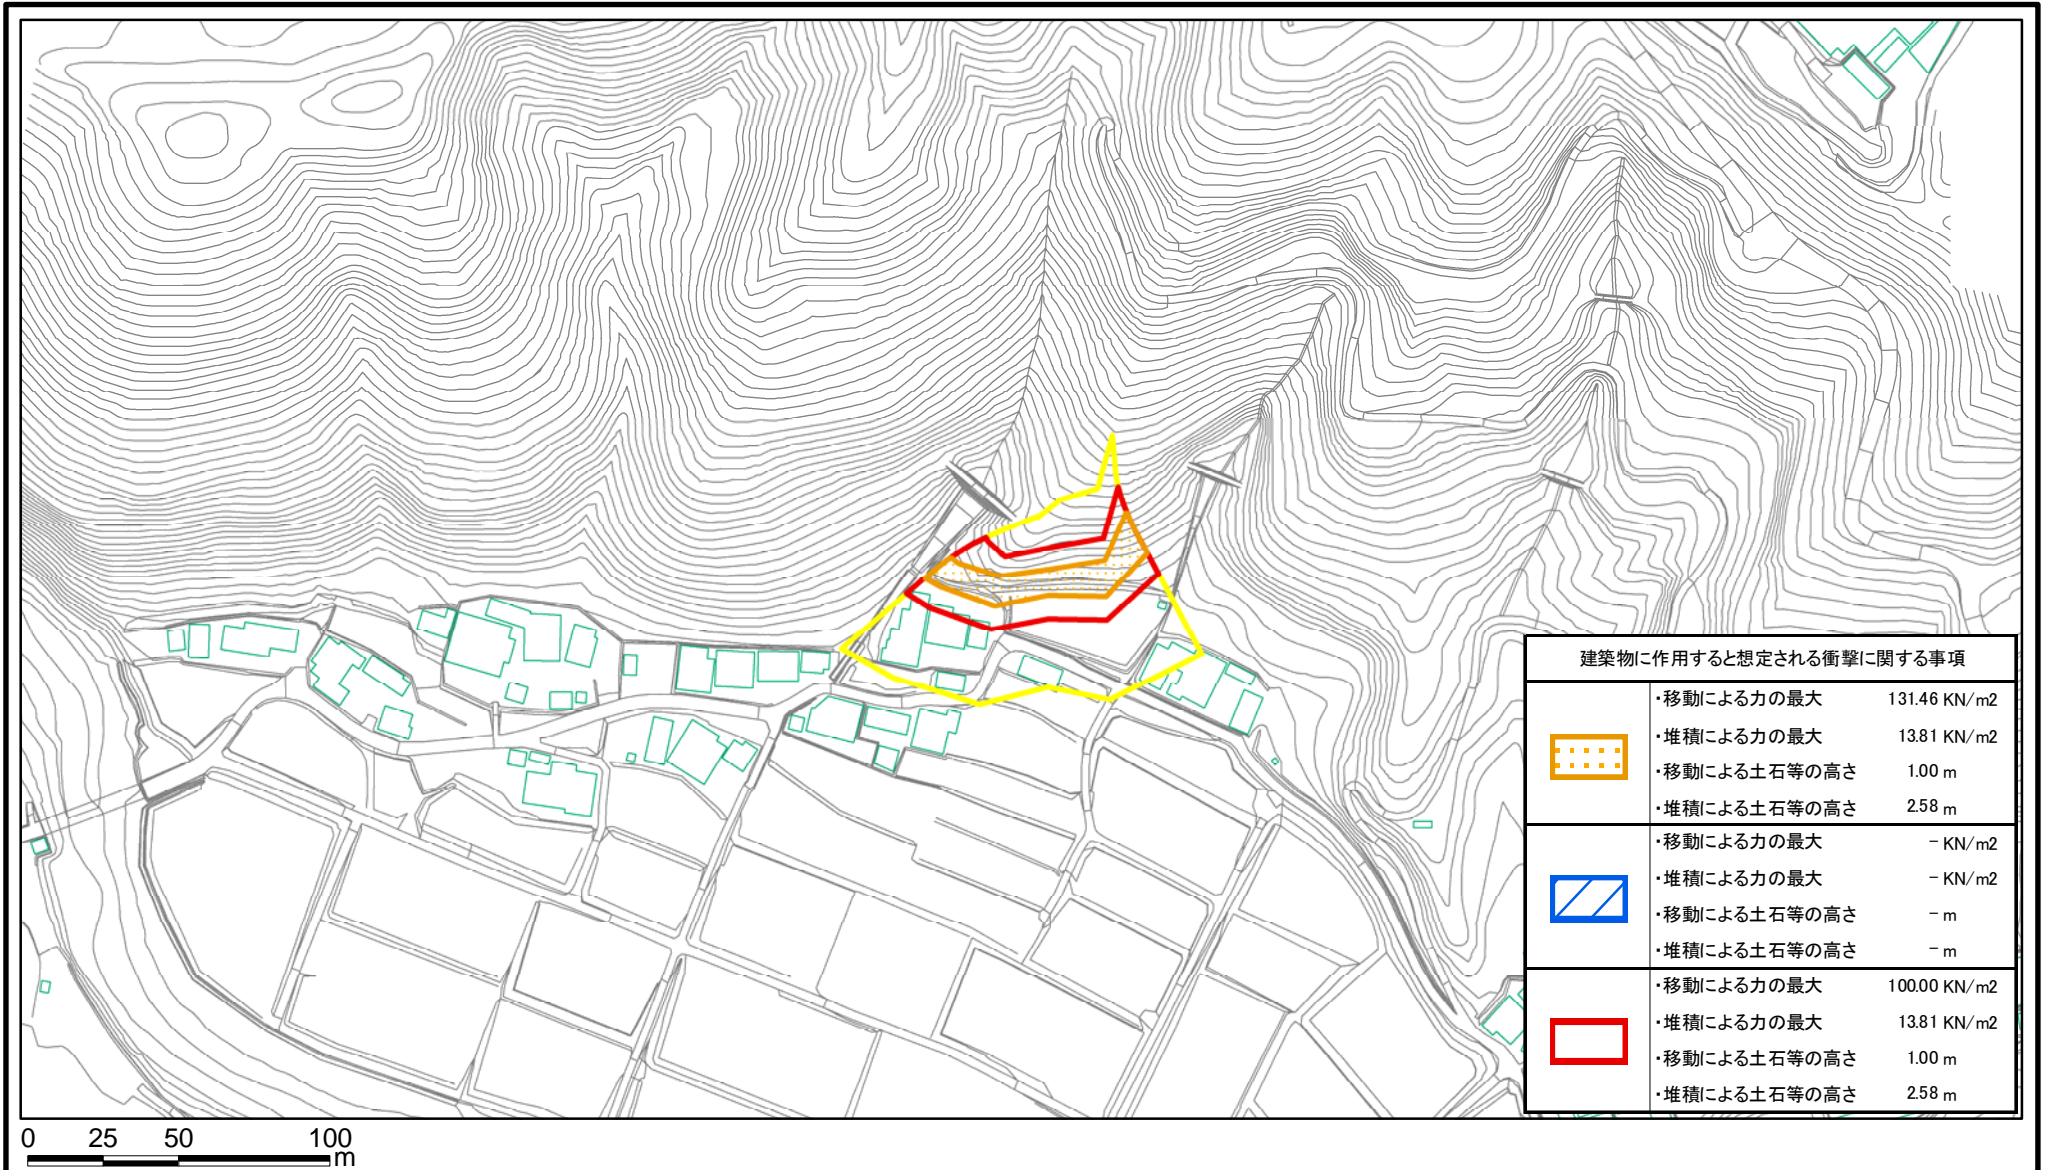 建築物に作用すると想定される衝撃に関する事項
・移動による力の最大 131.46 KN/m2
・堆積による力の最大 13.81 KN/m2
・移動による土石等の高さ 1.00 m
・堆積による土石等の高さ 2.58 m
・移動による力の最大 - KN/m2
・堆積による力の最大 - KN/m2
・移動による土石等の高さ - m
・堆積による土石等の高さ - m
・移動による力の最大 100.00 KN/m2
・堆積による力の最大 13.81 KN/m2
・移動による土石等の高さ 1.00 m
・堆積による土石等の高さ 2.58 m
0 25 50 100
m